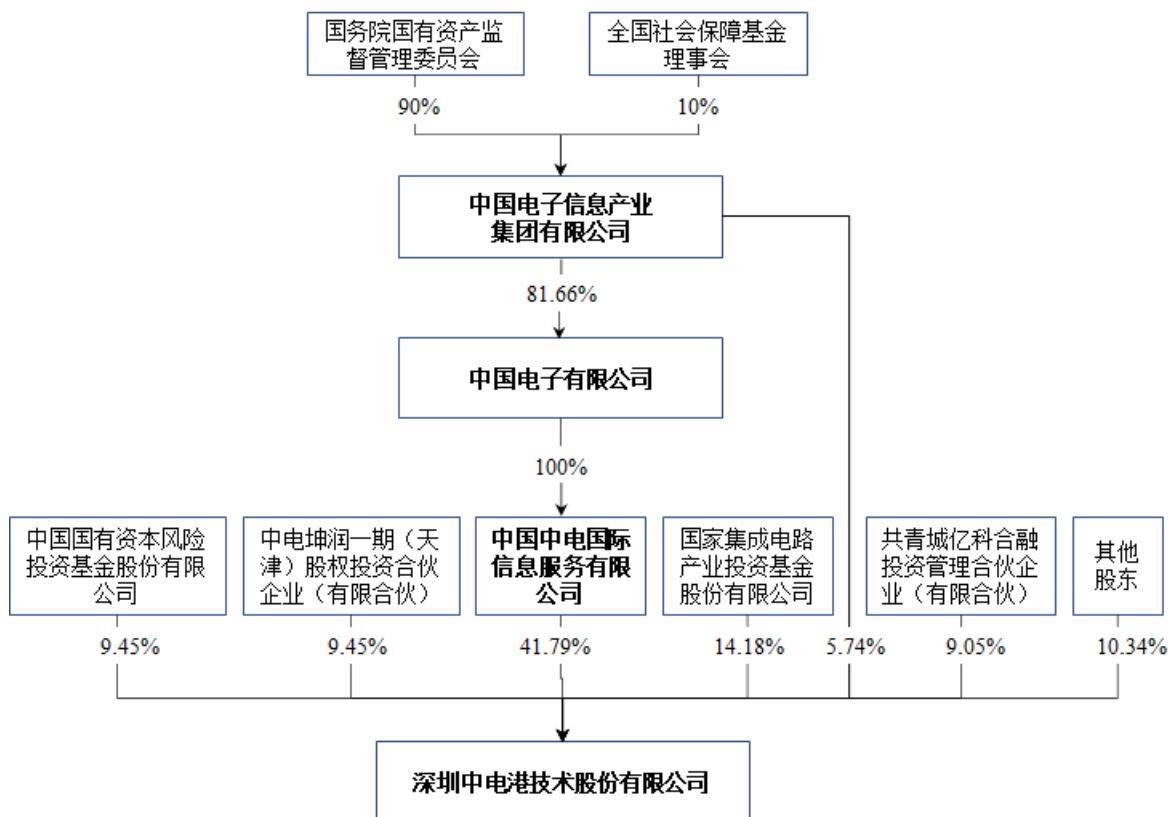 国务院国有资产监
督管理委员会
全国社会保障基金
理事会
90%
10%
中国电子信息产业
集团有限公司
81.66%
中国电子有限公司
100%
中国国有资本风险
投资基金股份有限
公司
中电坤润一期（天
津）股权投资合伙
企业（有限合伙）
中国中电国际
信息服务有限
公司
国家集成电路
产业投资基金
股份有限公司
共青城亿科合融
投资管理合伙企
业（有限合伙）
其他
股东
9.45%
9.45%
41.79%
14.18%
5.74%
9.05%
10.34%
深圳中电港技术股份有限公司